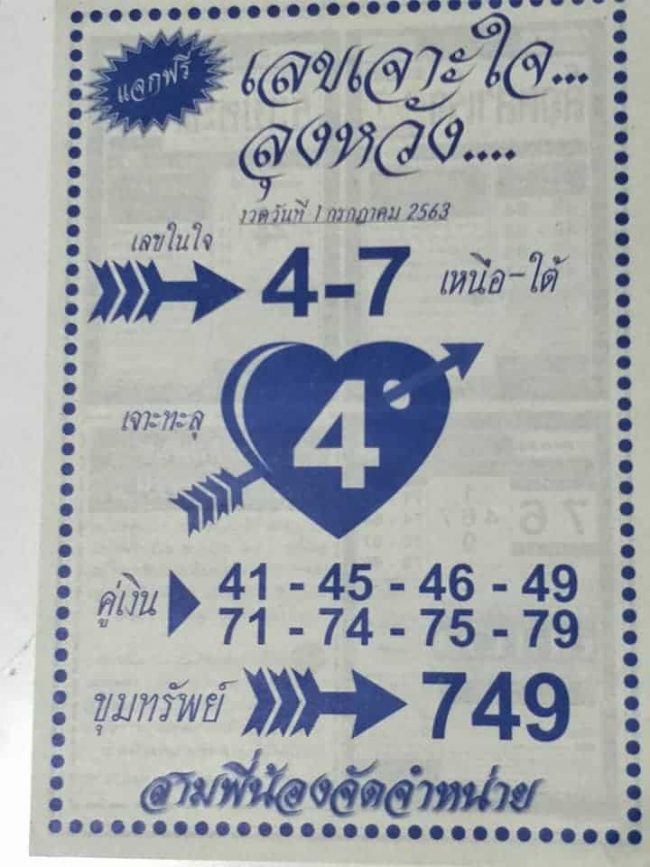 แจกฟรี
เลขเจาะใจ...
ลุงหวัง....
งวดวันที่ 1 กรกฎาคม 2563
เลขในใจ
4-7 เหนือ-ใต้
เจาะทะลุ
4
คู่เงิน 41 - 45 - 46 - 49
71 - 74 - 75 - 79
ขุมทรัพย์ 749
สามพี่น้องจัดจำหน่าย